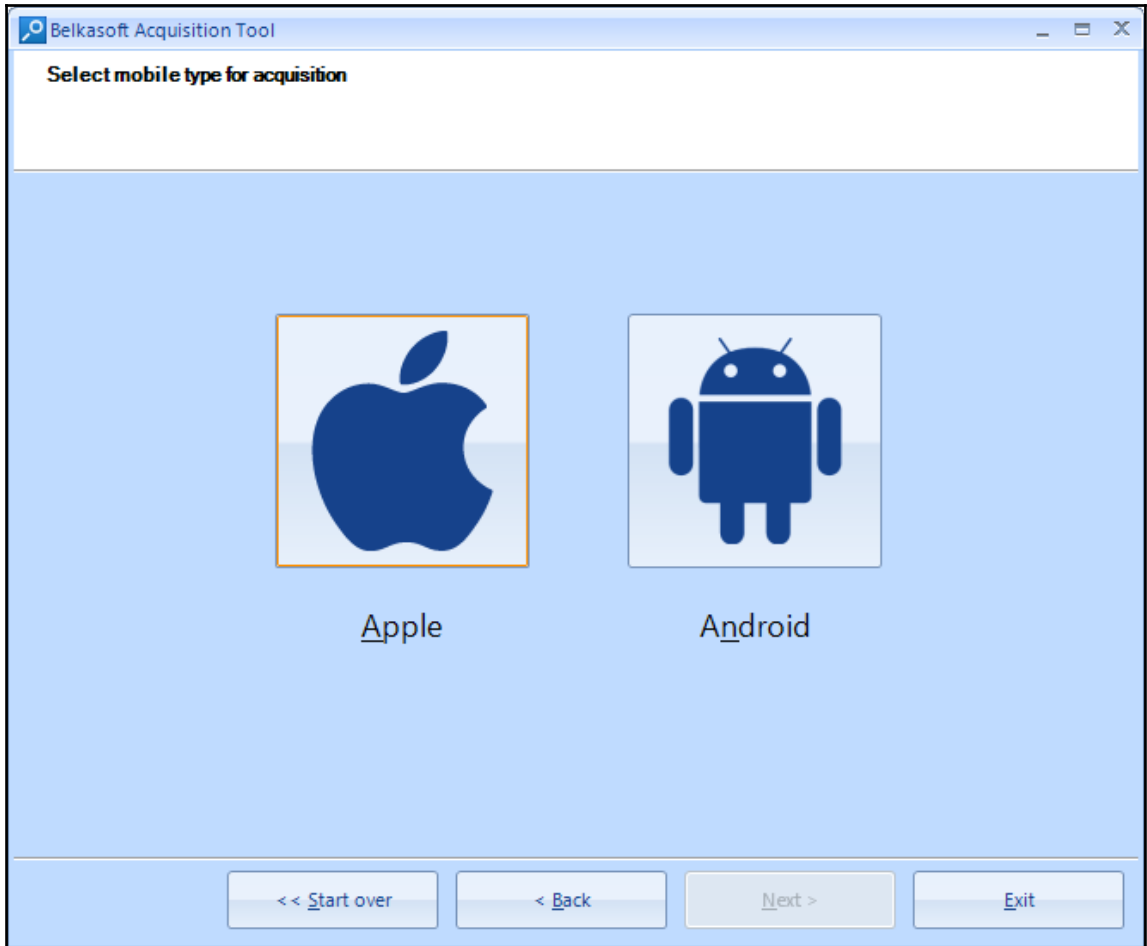 Belkasoft Acquisition Tool
Select mobile type for acquisition
Apple
Android
<< Start over
< Back
Next >
Exit